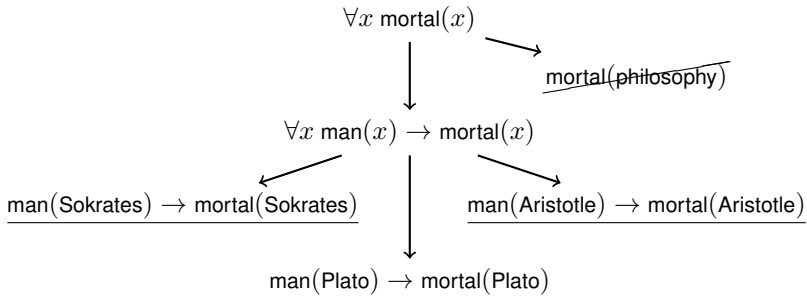 ∀x mortal(x)
mortal(philosophy)
∀x man(x) → mortal(x)
man(Sokrates) → mortal(Sokrates)
man(Aristotle) → mortal(Aristotle)
man(Plato) → mortal(Plato)